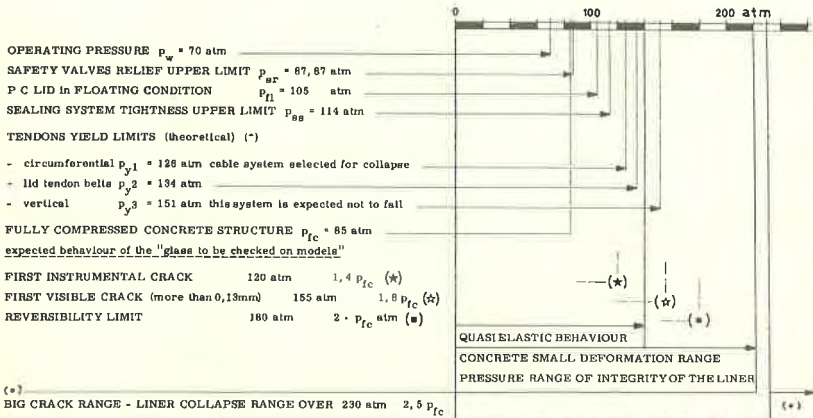 0 100 200 atm
OPERATING PRESSURE p_w = 70 atm
SAFETY VALVES RELIEF UPPER LIMIT p_sr = 87,87 atm
P C LID in FLOATING CONDITION p_fl = 105 atm
SEALING SYSTEM TIGHTNESS UPPER LIMIT p_ss = 114 atm
TENDONS YIELD LIMITS (theoretical) (^)
- circumferential p_y1 = 126 atm cable system selected for collapse
- lid tendon belts p_y2 = 134 atm
- vertical p_y3 = 151 atm this system is expected not to fail
FULLY COMPRESSED CONCRETE STRUCTURE p_fc = 85 atm
expected behaviour of the "glass to be checked on models"
FIRST INSTRUMENTAL CRACK 120 atm 1,4 p_fc (★)
(★)
FIRST VISIBLE CRACK (more than 0,13mm) 155 atm 1,8 p_fc (☆)
(☆)
REVERSIBILITY LIMIT 180 atm 2 · p_fc atm (■)
(■)
QUASI ELASTIC BEHAVIOUR
CONCRETE SMALL DEFORMATION RANGE
PRESSURE RANGE OF INTEGRITY OF THE LINER
(•)
BIG CRACK RANGE - LINER COLLAPSE RANGE OVER 230 atm 2,5 p_fc
(•)